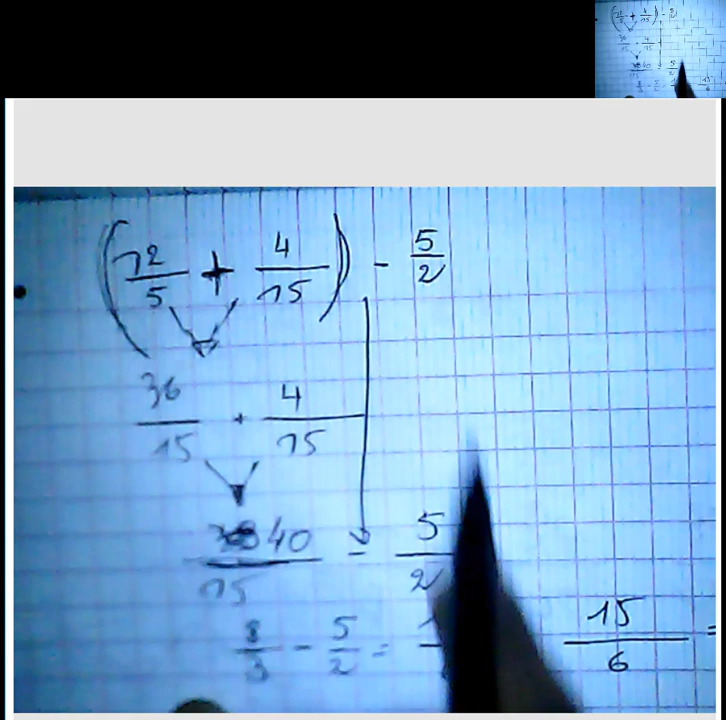 (12/5 + 4/15) - 5/2
36/15 + 4/15
40/15 - 5/2
8/3 - 5/2 = 15/6 =